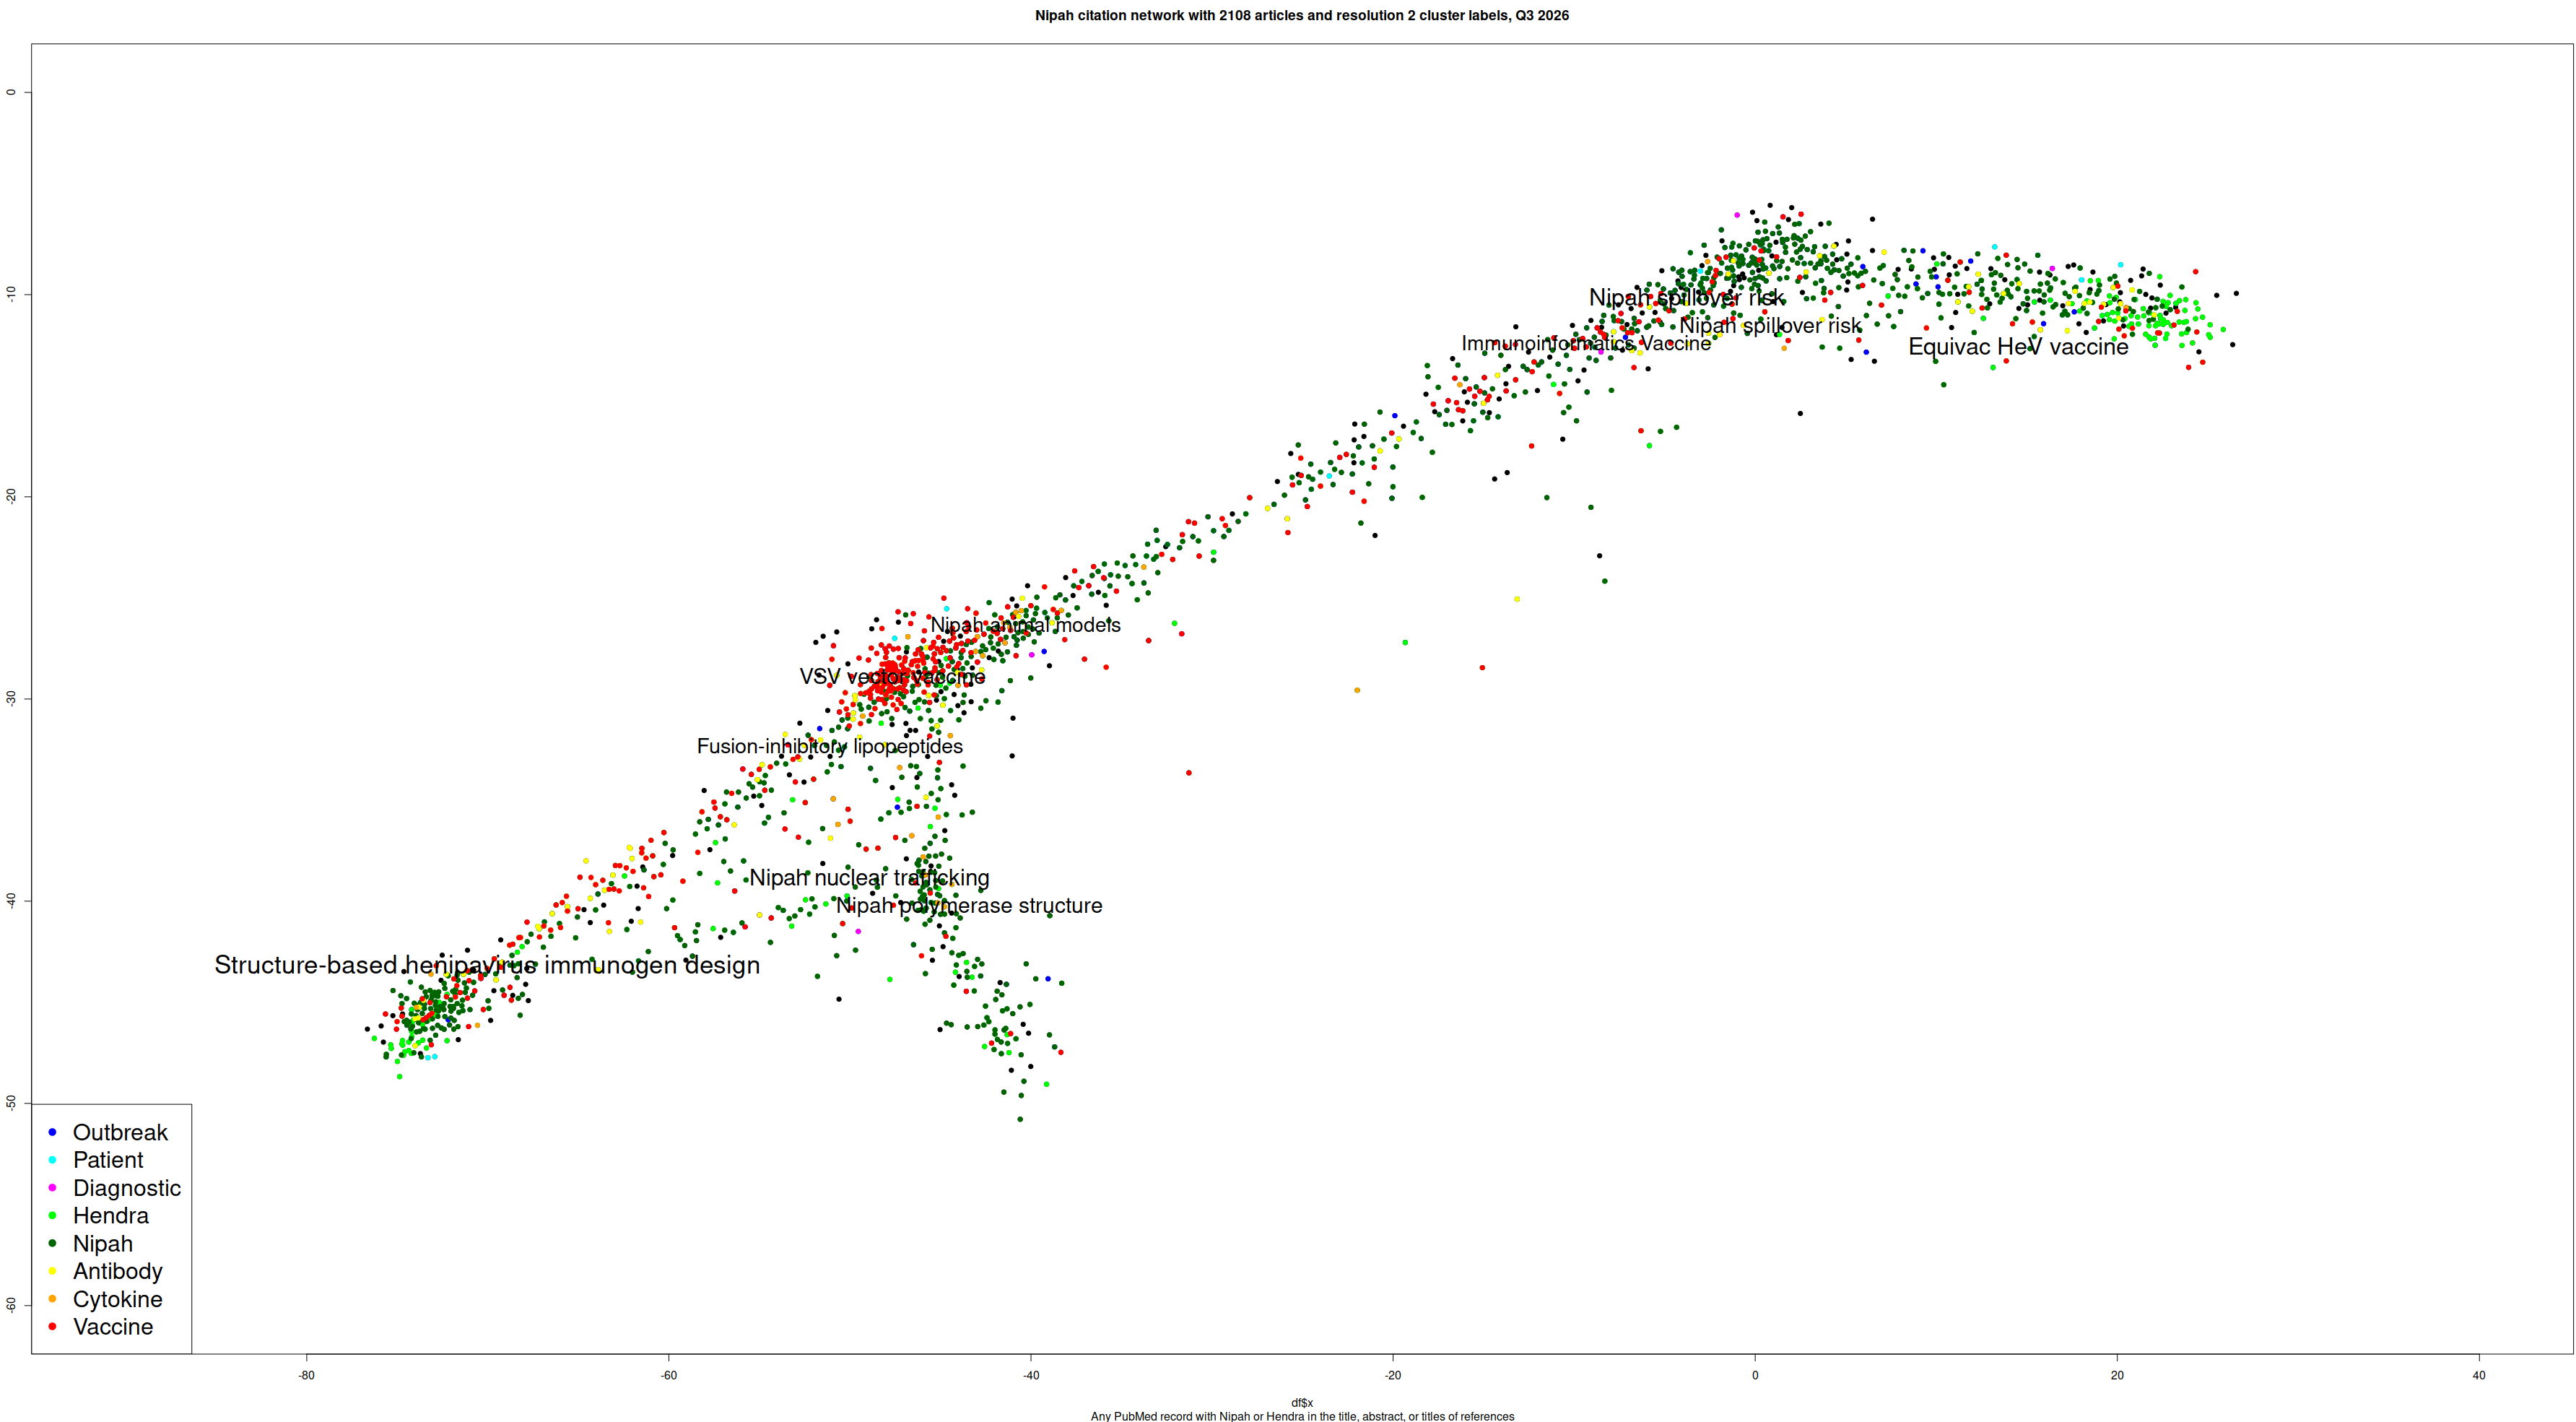 Nipah citation network with 2108 articles and resolution 2 cluster labels, Q3 2026
0
-10
-20
-30
-40
-50
-60
Nipah spillover risk
Nipah spillover risk
Immunoinformatics Vaccine
Equivac HeV vaccine
Nipah animal models
VSV vector vaccine
Fusion-inhibitory lipopeptides
Nipah nuclear trafficking
Nipah polymerase structure
Structure-based henipavirus immunogen design
Outbreak
Patient
Diagnostic
Hendra
Nipah
Antibody
Cytokine
Vaccine
-80 -60 -40 -20 0 20 40
df$x
Any PubMed record with Nipah or Hendra in the title, abstract, or titles of references